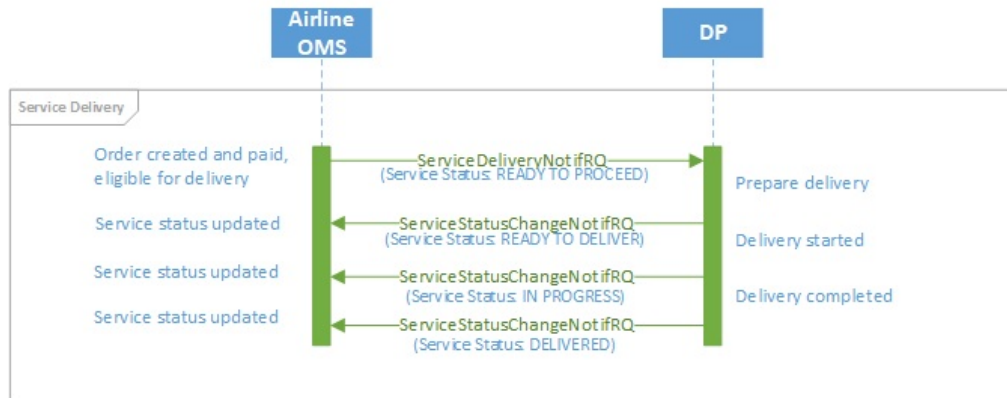 Airline
OMS
DP
Service Delivery
Order created and paid,
eligible for delivery
ServiceDeliveryNotifRQ
(Service Status: READY TO PROCEED)
Prepare delivery
Service status updated
ServiceStatusChangeNotifRQ
(Service Status: READY TO DELIVER)
Delivery started
Service status updated
ServiceStatusChangeNotifRQ
(Service Status: IN PROGRESS)
Delivery completed
Service status updated
ServiceStatusChangeNotifRQ
(Service Status: DELIVERED)